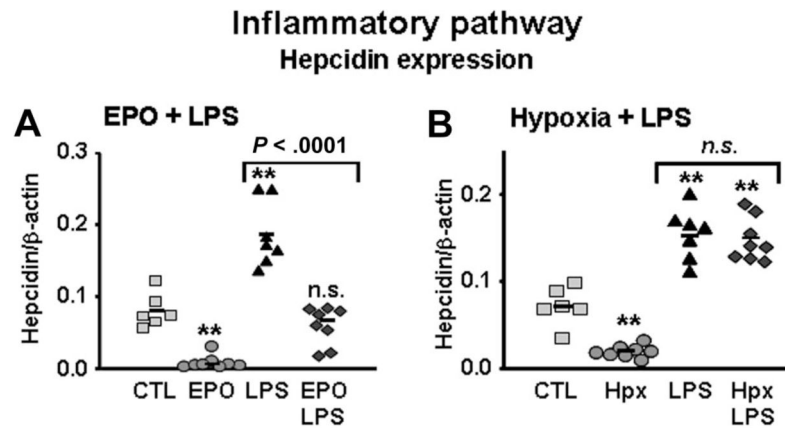 Inflammatory pathway
Hepcidin expression
A EPO + LPS
P < .0001
Hepcidin/β-actin
0.3
0.2
0.1
0.0
**
**
n.s.
CTL EPO LPS EPO LPS
B Hypoxia + LPS
n.s.
Hepcidin/β-actin
0.2
0.1
0.0
**
**
**
CTL Hpx LPS Hpx LPS